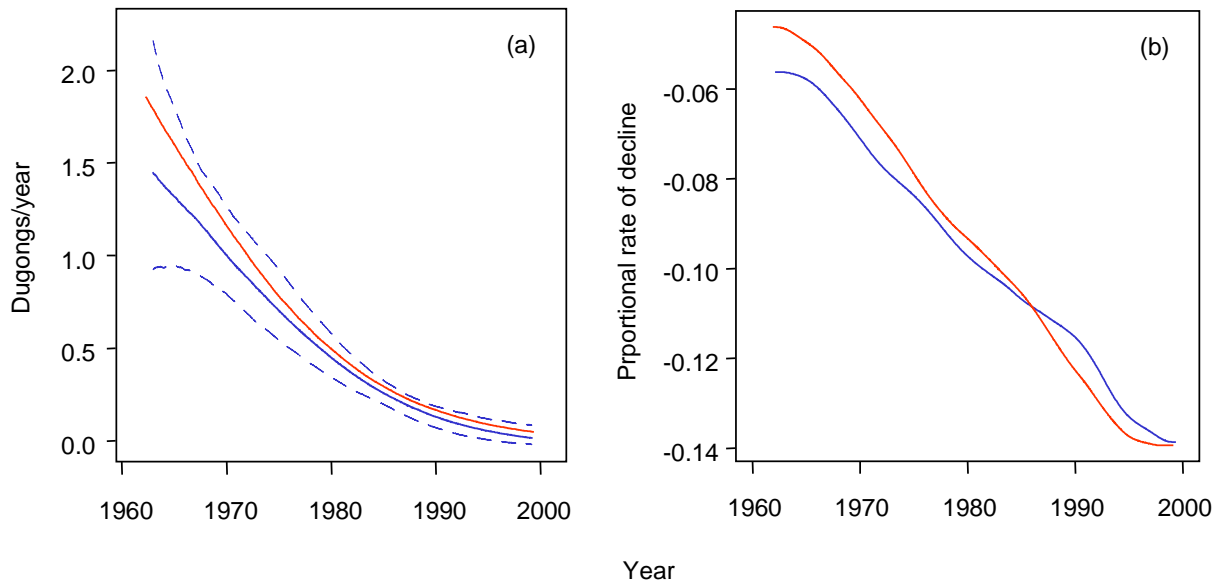 (a)
Dugongs/year
2.0
1.5
1.0
0.5
0.0
1960 1970 1980 1990 2000
(b)
Prportional rate of decline
-0.06
-0.08
-0.10
-0.12
-0.14
1960 1970 1980 1990 2000
Year